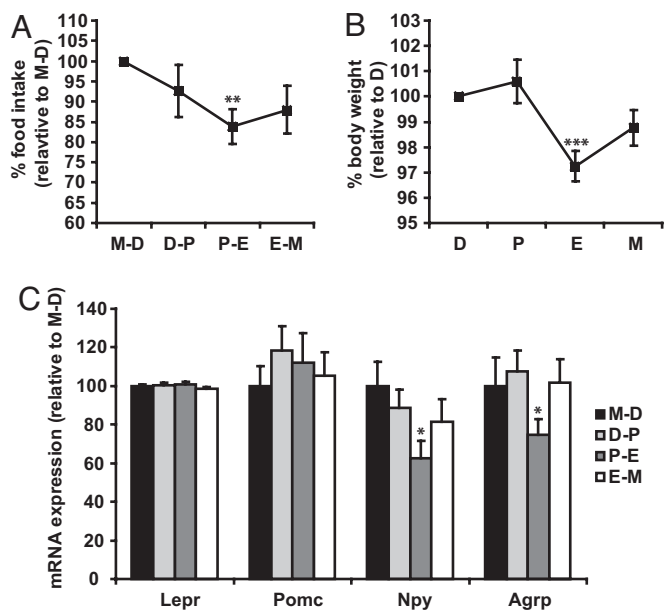 A
% food intake
(relavtive to M-D)
110
105
100
95
90
85
80
75
70
65
60
**
M-D D-P P-E E-M
B
% body weight
(relative to D)
103
102
101
100
99
98
97
96
95
***
D P E M
C
mRNA expression (relative to M-D)
140
120
100
80
60
40
20
0
*
*
Lepr Pomc Npy Agrp
M-D
D-P
P-E
E-M